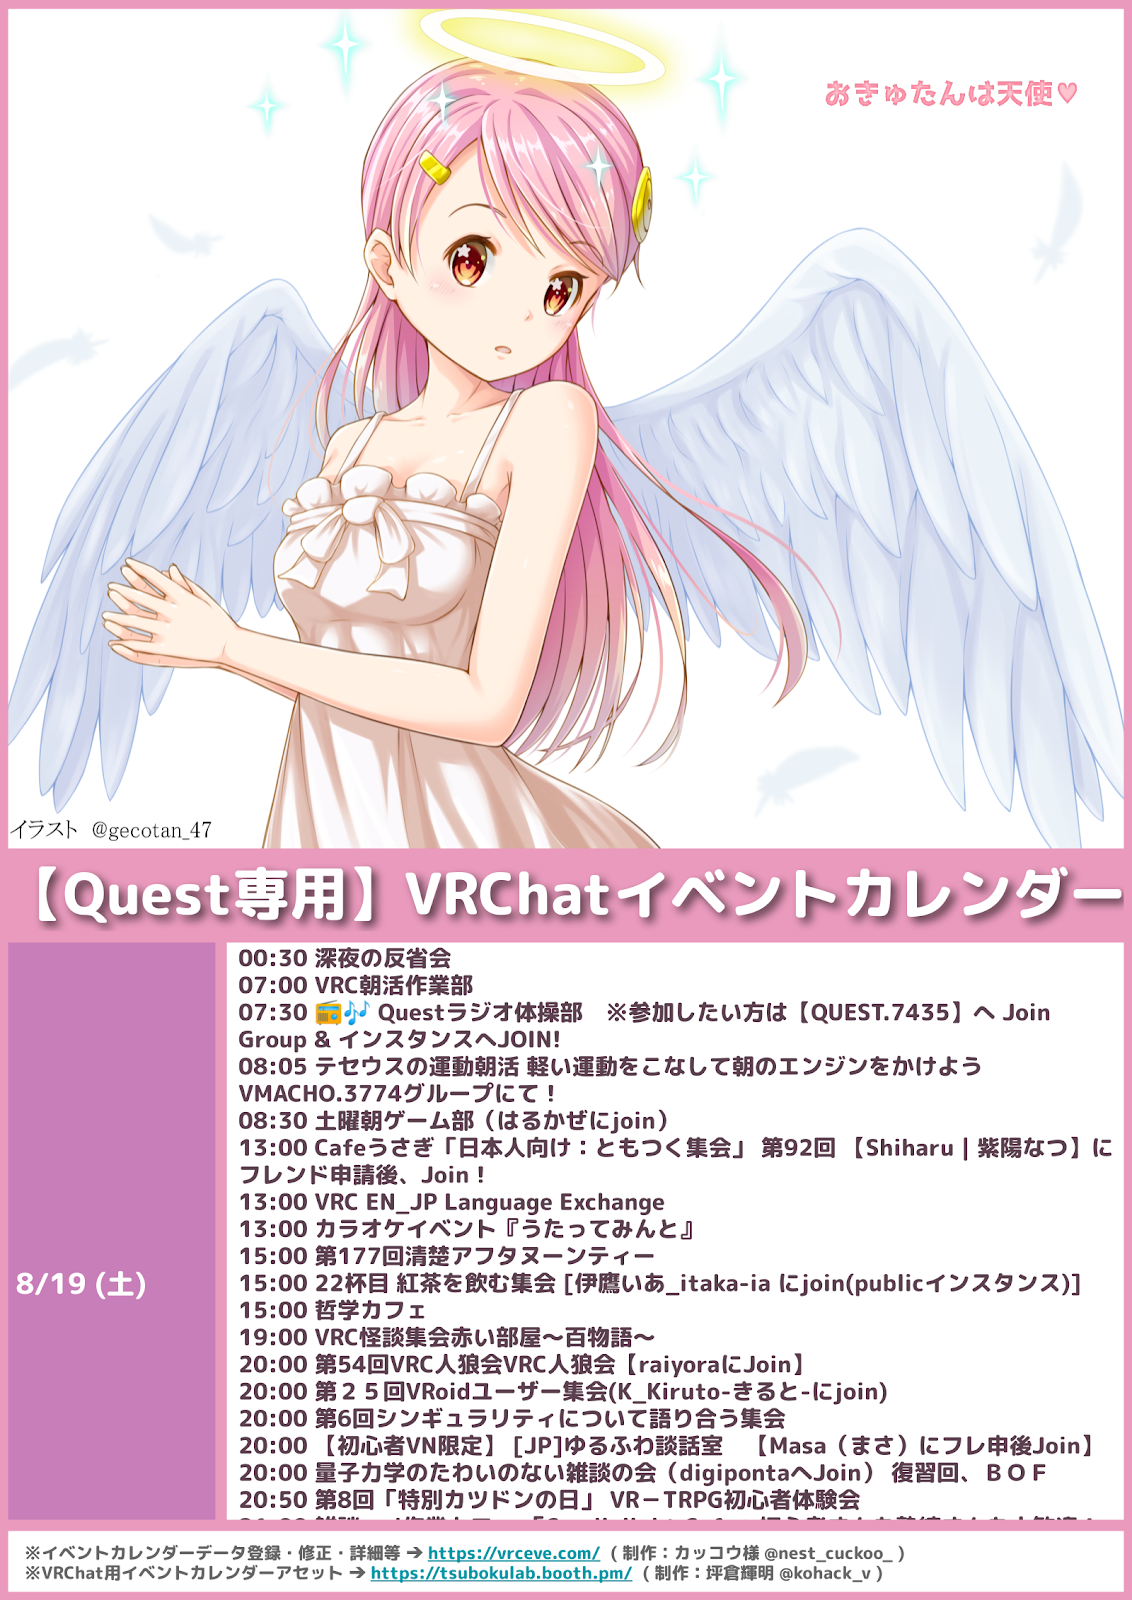 おきゅたんは天使♡
イラスト @gecotan_47
【Quest専用】VRChatイベントカレンダー
8/19 (土)
00:30 深夜の反省会
07:00 VRC朝活作業部
07:30 📻🎶 Questラジオ体操部　※参加したい方は【QUEST.7435】へ Join
Group & インスタンスへJOIN!
08:05 テセウスの運動朝活 軽い運動をこなして朝のエンジンをかけよう
VMACHO.3774グループにて！
08:30 土曜朝ゲーム部（はるかぜにjoin）
13:00 Cafeうさぎ「日本人向け：ともつく集会」 第92回 【Shiharu | 紫陽なつ】に
フレンド申請後、Join！
13:00 VRC EN_JP Language Exchange
13:00 カラオケイベント『うたってみんと』
15:00 第177回清楚アフタヌーンティー
15:00 22杯目 紅茶を飲む集会 [伊鷹いあ_itaka-ia にjoin(publicインスタンス)]
15:00 哲学カフェ
19:00 VRC怪談集会赤い部屋～百物語～
20:00 第54回VRC人狼会VRC人狼会【raiyoraにJoin】
20:00 第２５回VRoidユーザー集会(K_Kiruto-きると-にjoin)
20:00 第6回シンギュラリティについて語り合う集会
20:00 【初心者VN限定】 [JP]ゆるふわ談話室　【Masa（まさ）にフレ申後Join】
20:00 量子力学のたわいのない雑談の会（digipontaへJoin） 復習回、ＢＯＦ
20:50 第8回「特別カツドンの日」 VR－TRPG初心者体験会
※イベントカレンダーデータ登録・修正・詳細等 ➔ https://vrceve.com/ （ 制作：カッコウ様 @nest_cuckoo_ ）
※VRChat用イベントカレンダーアセット ➔ https://tsubokulab.booth.pm/ （ 制作：坪倉輝明 @kohack_v ）